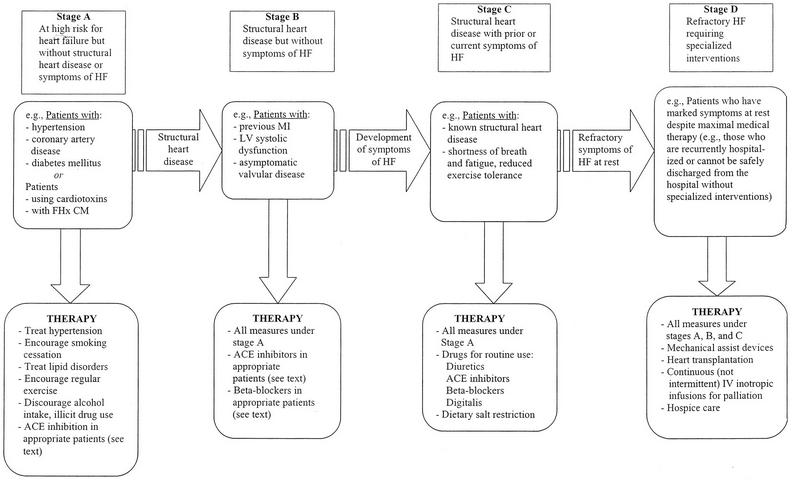 Stage A
At high risk for
heart failure but
without structural
heart disease or
symptoms of HF
Stage B
Structural heart
disease but without
symptoms of HF
Stage C
Structural heart
disease with prior or
current symptoms of
HF
Stage D
Refractory HF
requiring
specialized
interventions
e.g., Patients with:
- hypertension
- coronary artery
disease
- diabetes mellitus
or
Patients
- using cardiotoxins
- with FHx CM
Structural
heart
disease
e.g., Patients with:
- previous MI
- LV systolic
dysfunction
- asymptomatic
valvular disease
Development
of symptoms
of HF
e.g., Patients with:
- known structural heart
disease
- shortness of breath
and fatigue, reduced
exercise tolerance
Refractory
symptoms of
HF at rest
e.g., Patients who have
marked symptoms at rest
despite maximal medical
therapy (e.g., those who
are recurrently hospital-
ized or cannot be safely
discharged from the
hospital without
specialized interventions)
THERAPY
- Treat hypertension
- Encourage smoking
cessation
- Treat lipid disorders
- Encourage regular
exercise
- Discourage alcohol
intake, illicit drug use
- ACE inhibition in
appropriate patients (see
text)
THERAPY
- All measures under
stage A
- ACE inhibitors in
appropriate
patients (see text)
- Beta-blockers in
appropriate patients
(see text)
THERAPY
- All measures under
Stage A
- Drugs for routine use:
Diuretics
ACE inhibitors
Beta-blockers
Digitalis
- Dietary salt restriction
THERAPY
- All measures under
stages A, B, and C
- Mechanical assist devices
- Heart transplantation
- Continuous (not
intermittent) IV inotropic
infusions for palliation
- Hospice care